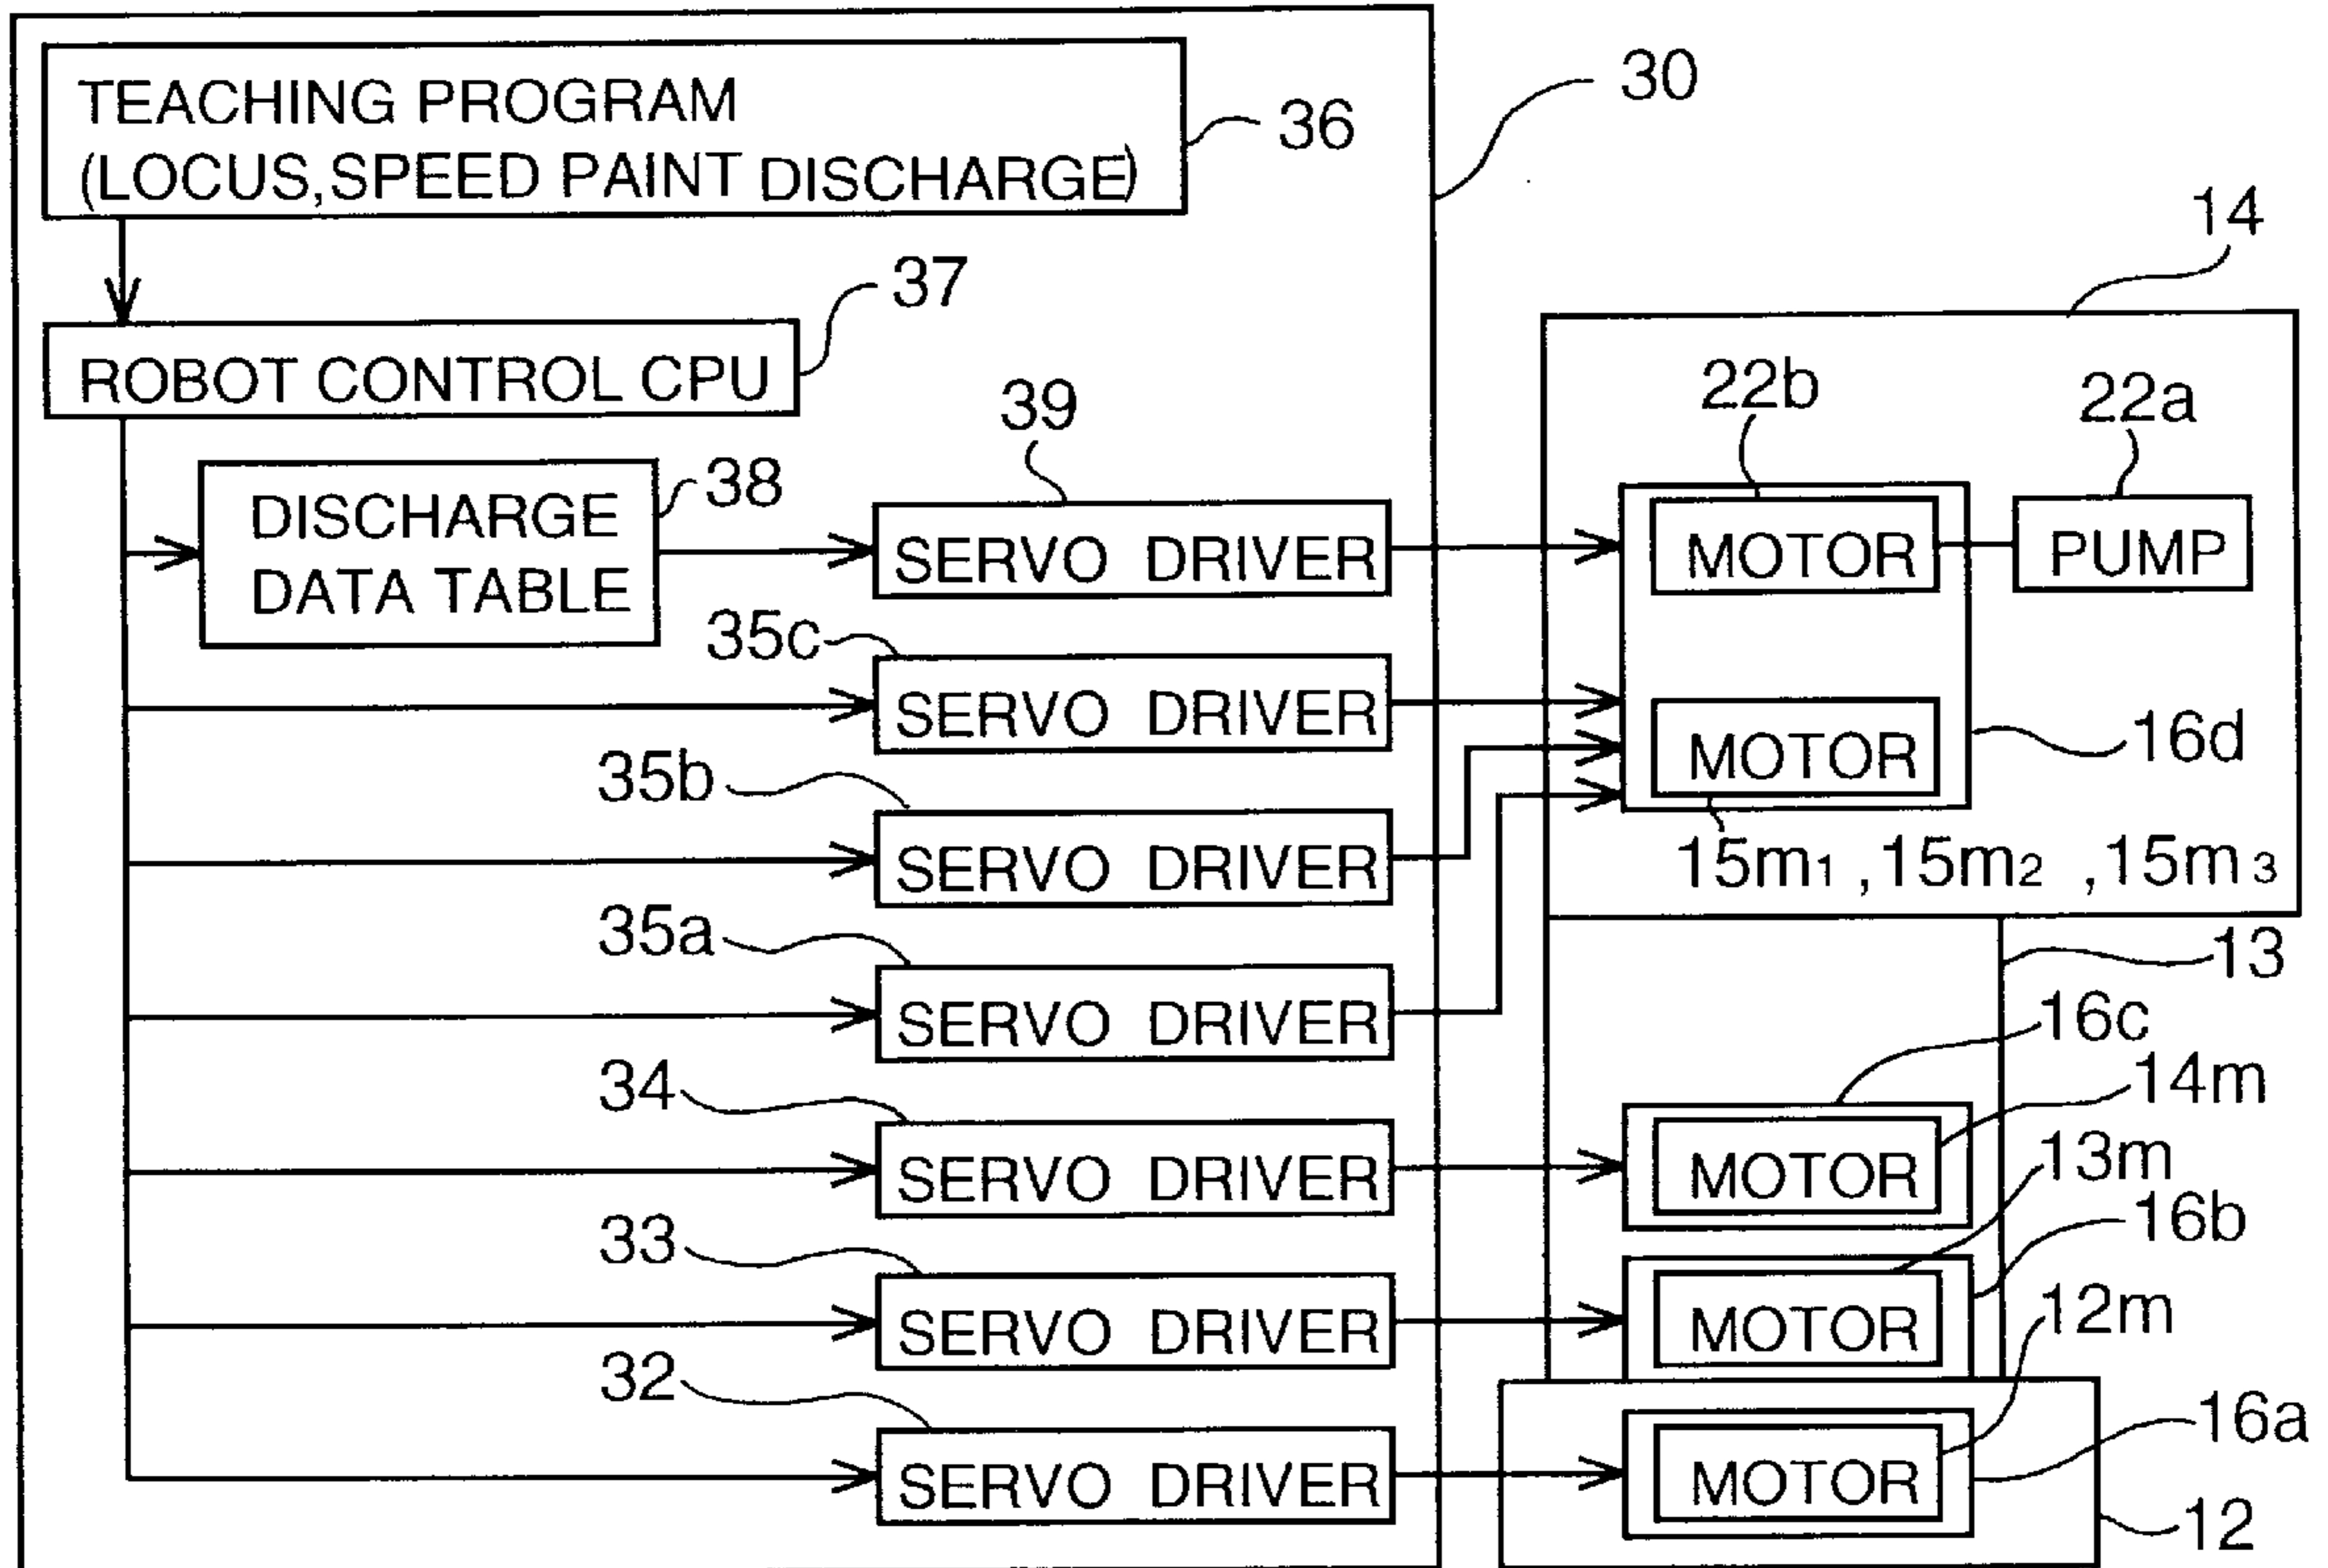 TEACHING PROGRAM
(LOCUS,SPEED PAINT DISCHARGE)
36
30
14
37
ROBOT CONTROL CPU
39
22b
22a
DISCHARGE
DATA TABLE
38
SERVO DRIVER
MOTOR
PUMP
35c
SERVO DRIVER
MOTOR
16d
35b
SERVO DRIVER
15m1 ,15m2 ,15m3
35a
SERVO DRIVER
13
16c
34
14m
SERVO DRIVER
MOTOR
13m
33
16b
SERVO DRIVER
MOTOR
12m
32
16a
SERVO DRIVER
MOTOR
12